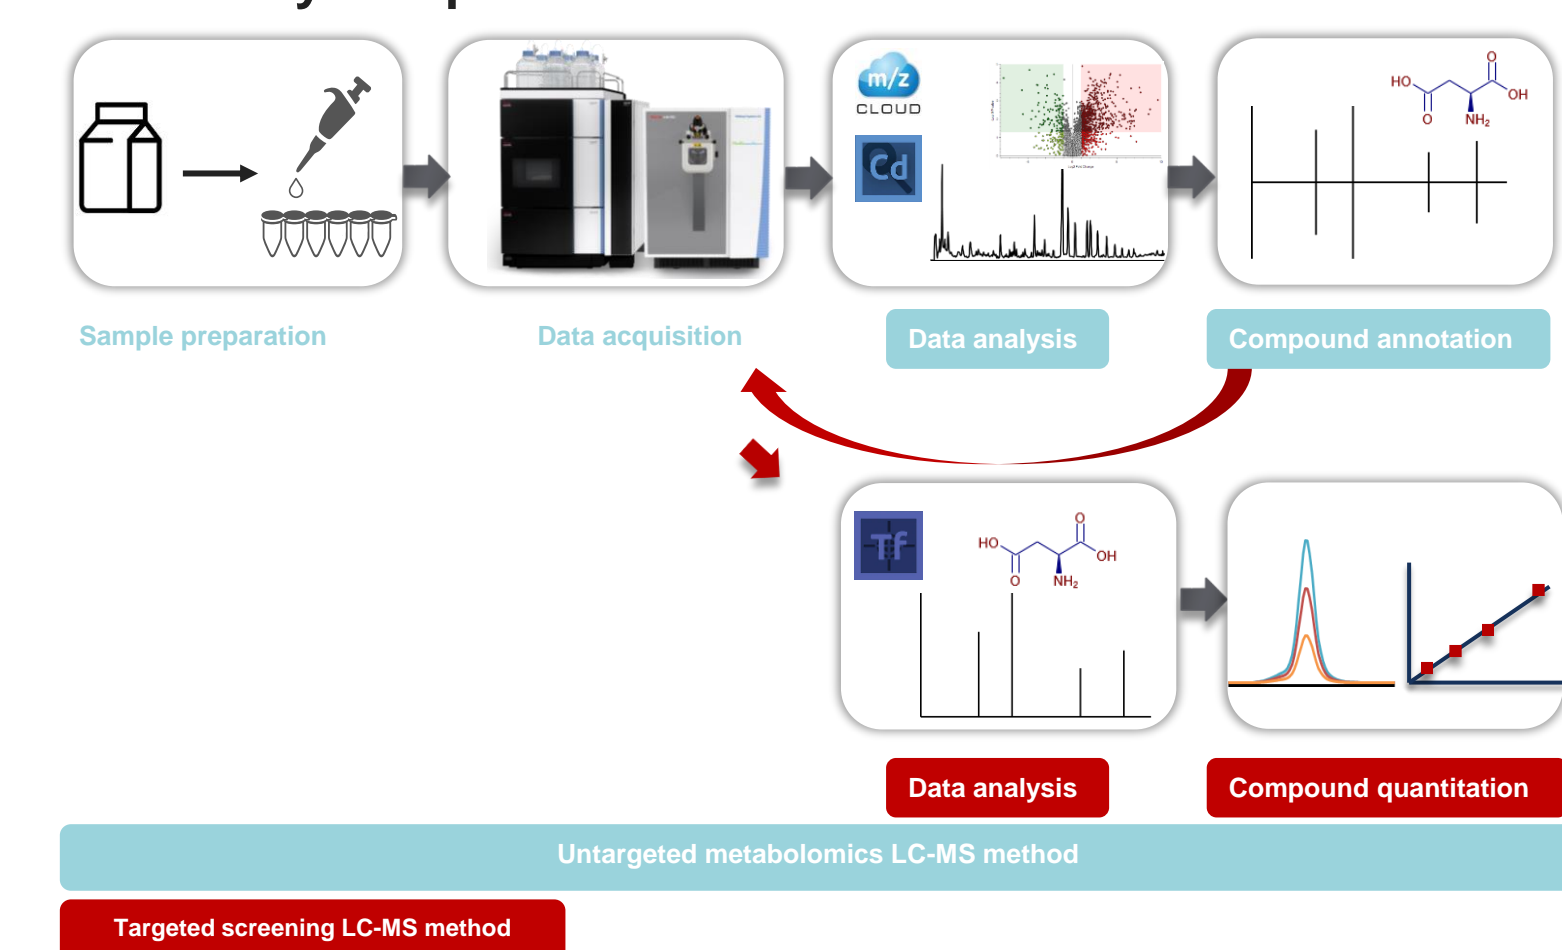 m/z
CLOUD
Cd
HO
O
OH
O
NH2
Sample preparation
Data acquisition
Data analysis
Compound annotation
Tf
HO
O
OH
O
NH2
Data analysis
Compound quantitation
Untargeted metabolomics LC-MS method
Targeted screening LC-MS method